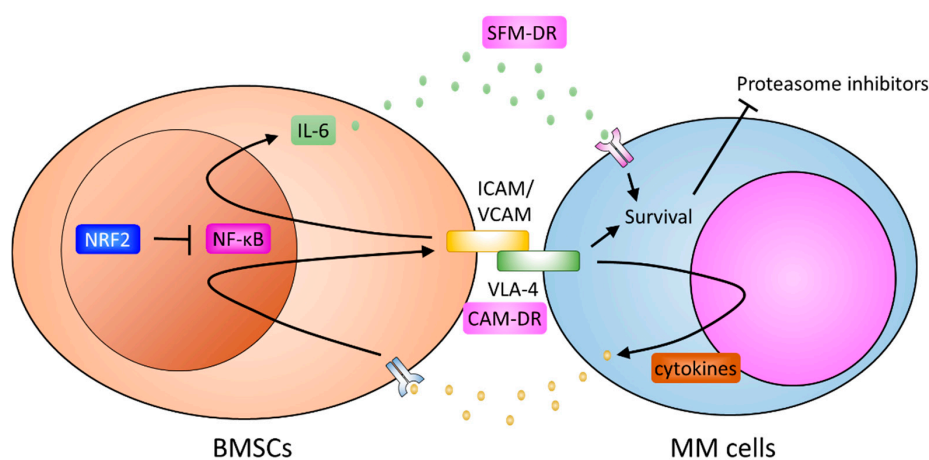 SFM-DR
Proteasome inhibitors
IL-6
ICAM/
VCAM
Survival
NRF2
NF-κB
VLA-4
CAM-DR
cytokines
BMSCs
MM cells